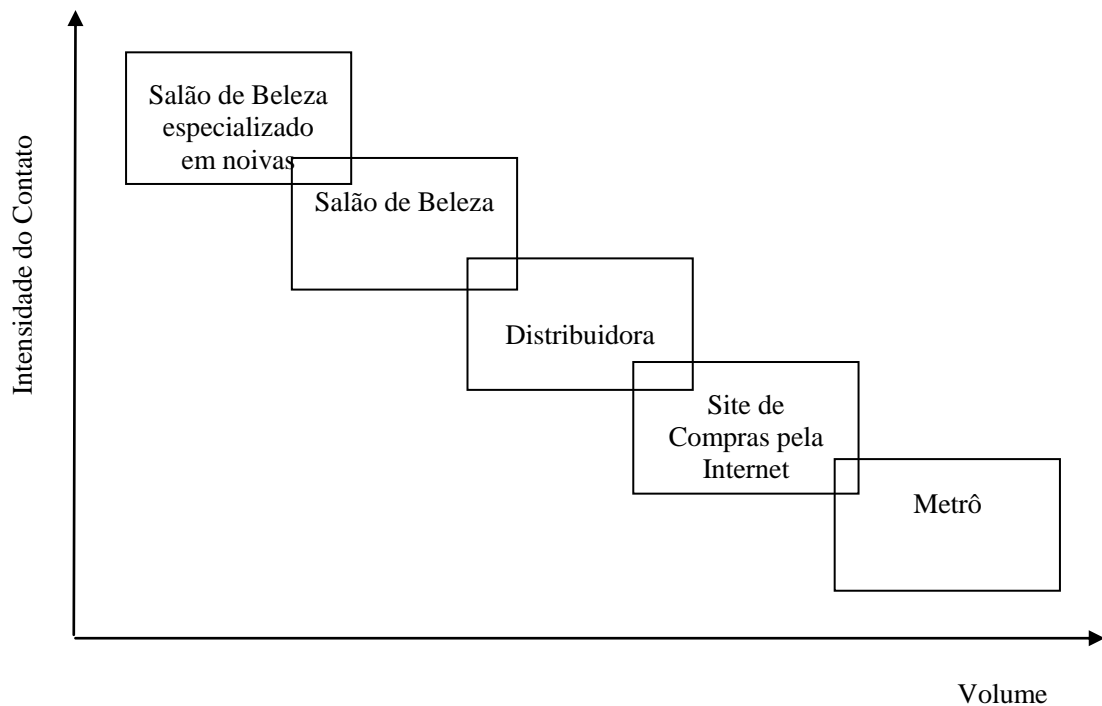 Intensidade do Contato
Salão de Beleza
especializado
em noivas
Salão de Beleza
Distribuidora
Site de
Compras pela
Internet
Metrô
Volume